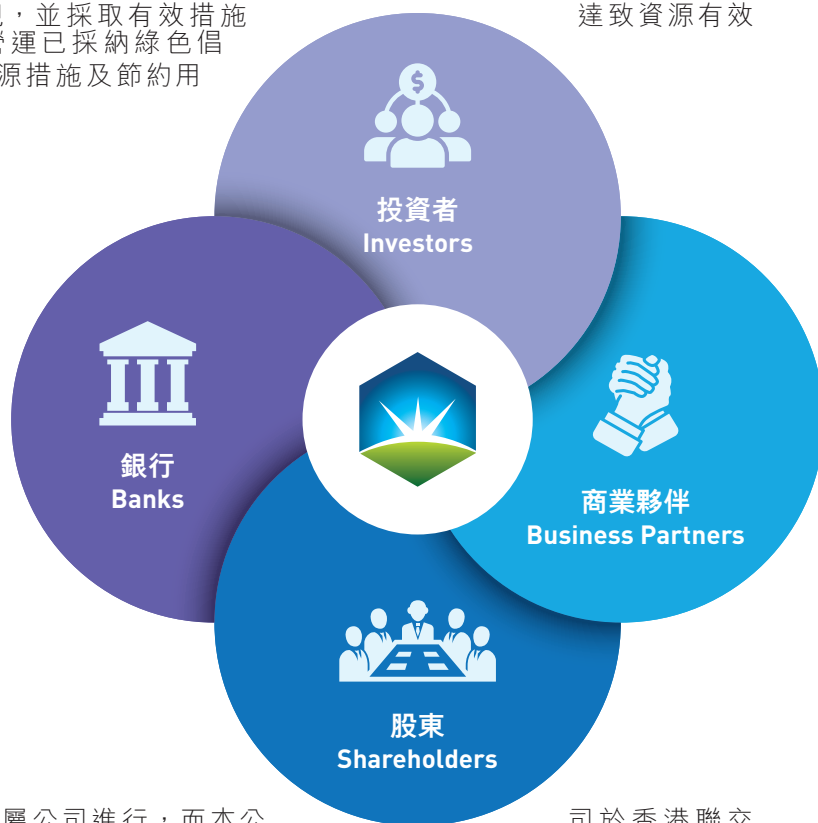 ，並採取有效措施
達致資源有效
運已採納綠色倡
源措施及節約用
投資者
Investors
銀行
Banks
商業夥伴
Business Partners
股東
Shareholders
屬公司進行，而本公
司於香港聯交